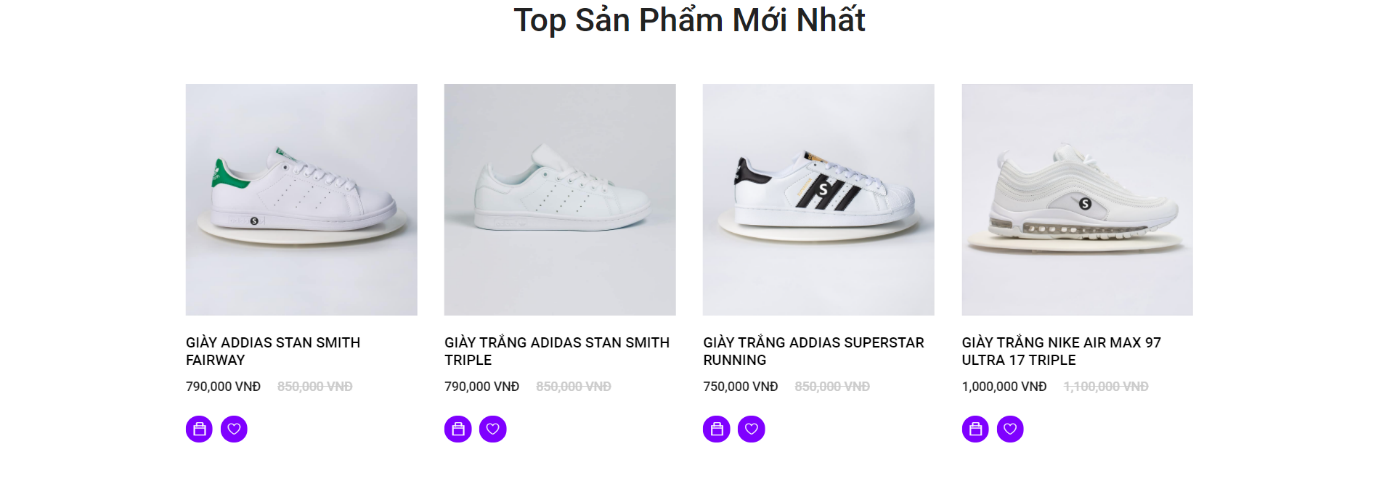 Top Sản Phẩm Mới Nhất
S
S
S
GIÀY ADDIAS STAN SMITH
FAIRWAY
790,000 VNĐ 850,000 VNĐ
GIÀY TRẮNG ADIDAS STAN SMITH
TRIPLE
790,000 VNĐ 850,000 VNĐ
GIÀY TRẮNG ADDIAS SUPERSTAR
RUNNING
750,000 VNĐ 850,000 VNĐ
GIÀY TRẮNG NIKE AIR MAX 97
ULTRA 17 TRIPLE
1,000,000 VNĐ 1,100,000 VNĐ